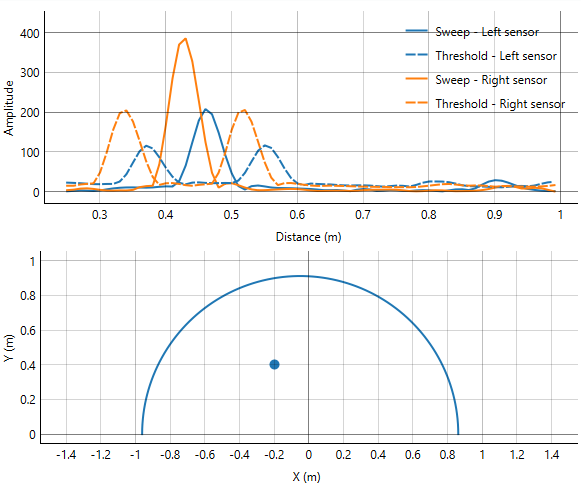 400
300
200
100
0
Amplitude
Sweep - Left sensor
Threshold - Left sensor
Sweep - Right sensor
Threshold - Right sensor
0.3 0.4 0.5 0.6 0.7 0.8 0.9 1
Distance (m)
1
0.8
0.6
0.4
0.2
0
Y (m)
-1.4 -1.2 -1 -0.8 -0.6 -0.4 -0.2 0 0.2 0.4 0.6 0.8 1 1.2 1.4
X (m)